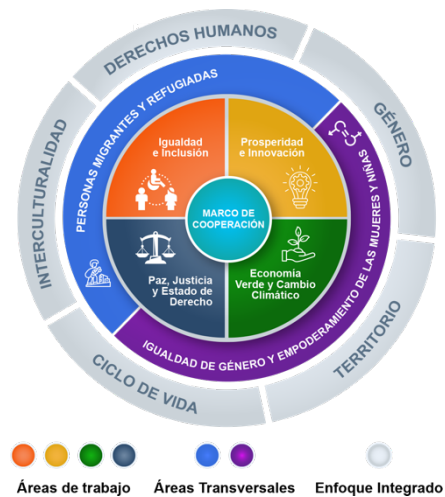 DERECHOS HUMANOS
GÉNERO
TERRITORIO
CICLO DE VIDA
INTERCULTURALIDAD
PERSONAS MIGRANTES Y REFUGIADAS
IGUALDAD DE GÉNERO Y EMPODERAMIENTO DE LAS MUJERES Y NIÑAS
Igualdad
e Inclusión
Prosperidad
e Innovación
MARCO DE
COOPERACIÓN
Paz, Justicia
y Estado de
Derecho
Economía
Verde y Cambio
Climático
Áreas de trabajo
Áreas Transversales
Enfoque Integrado